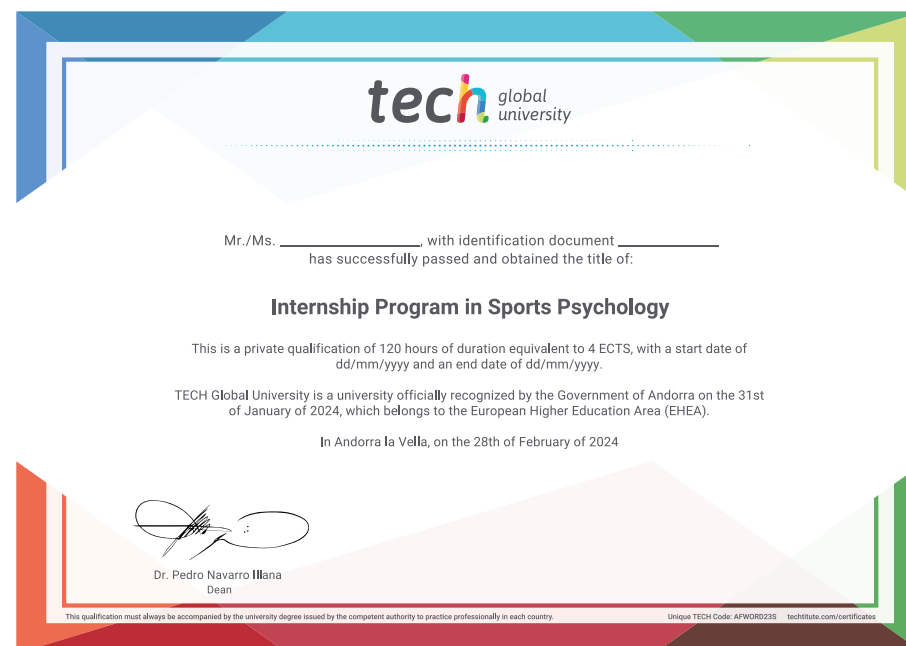 tech global
university
Mr./Ms. ____________, with identification document ____________
has successfully passed and obtained the title of:
Internship Program in Sports Psychology
This is a private qualification of 120 hours of duration equivalent to 4 ECTS, with a start date of
dd/mm/yyyy and an end date of dd/mm/yyyy.
TECH Global University is a university officially recognized by the Government of Andorra on the 31st
of January of 2024, which belongs to the European Higher Education Area (EHEA).
In Andorra la Vella, on the 28th of February of 2024
Dr. Pedro Navarro Illana
Dean
This qualification must always be accompanied by the university degree issued by the competent authority to practice professionally in each country.
Unique TECH Code: AFWORD23S techtitute.com/certificates